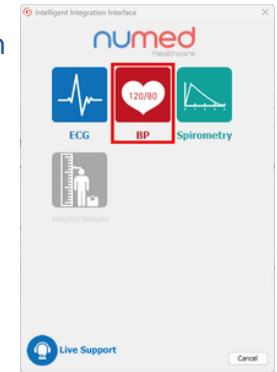 Intelligent Integration Interface
numed
healthcare
120/80
ECG BP Spirometry
Height/Weight
Live Support
Cancel